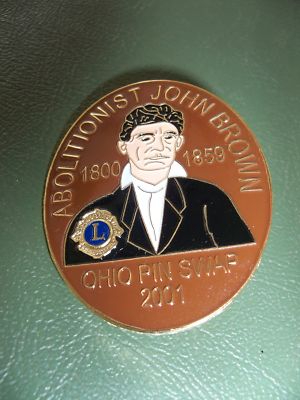 ABOLITIONIST JOHN BROWN
1800 1859
L
OHIO PIN SWAP
2001